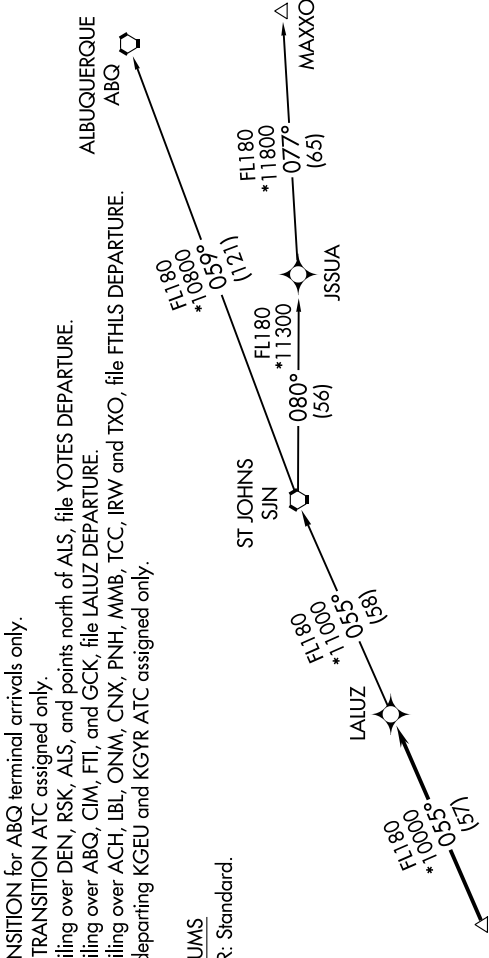 NSITION for ABQ terminal arrivals only.
TRANSITION ATC assigned only.
iling over DEN, RSK, ALS, and points north of ALS, file YOTES DEPARTURE.
iling over ABQ, CIM, FTI, and GCK, file LALUZ DEPARTURE.
iling over ACH, LBL, ONM, CNX, PNH, MMB, TCC, IRW and TXO, file FTHLS DEPARTURE.
departing KGEU and KGYR ATC assigned only.
UMS
R: Standard.
ALBUQUERQUE
ABQ
FL180
*10800
059°
(121)
MAXXO
FL180
*11800
077°
(65)
JSSUA
FL180
*11300
080°
(56)
ST JOHNS
SJN
FL180
*11000
055°
(58)
LALUZ
FL180
*10000
055°
(57)